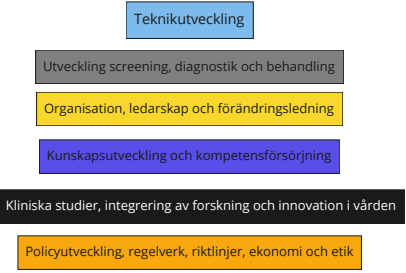 Teknikutveckling
Utveckling screening, diagnostik och behandling
Organisation, ledarskap och förändringsledning
Kunskapsutveckling och kompetensförsörjning
Kliniska studier, integrering av forskning och innovation i vården
Policyutveckling, regelverk, riktlinjer, ekonomi och etik